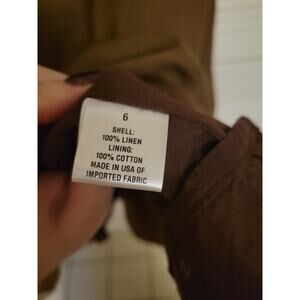 6
SHELL:
100% LINEN
LINING:
100% COTTON
MADE IN USA OF
IMPORTED FABRIC